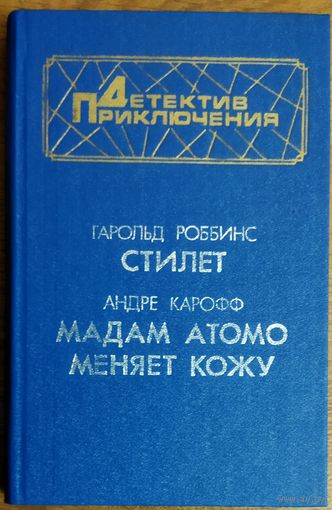 ДЕТЕКТИВ
ПРИКЛЮЧЕНИЯ
ГАРОЛЬД РОББИНС
СТИЛЕТ
АНДРЕ КАРОФФ
МАДАМ АТОМО
МЕНЯЕТ КОЖУ